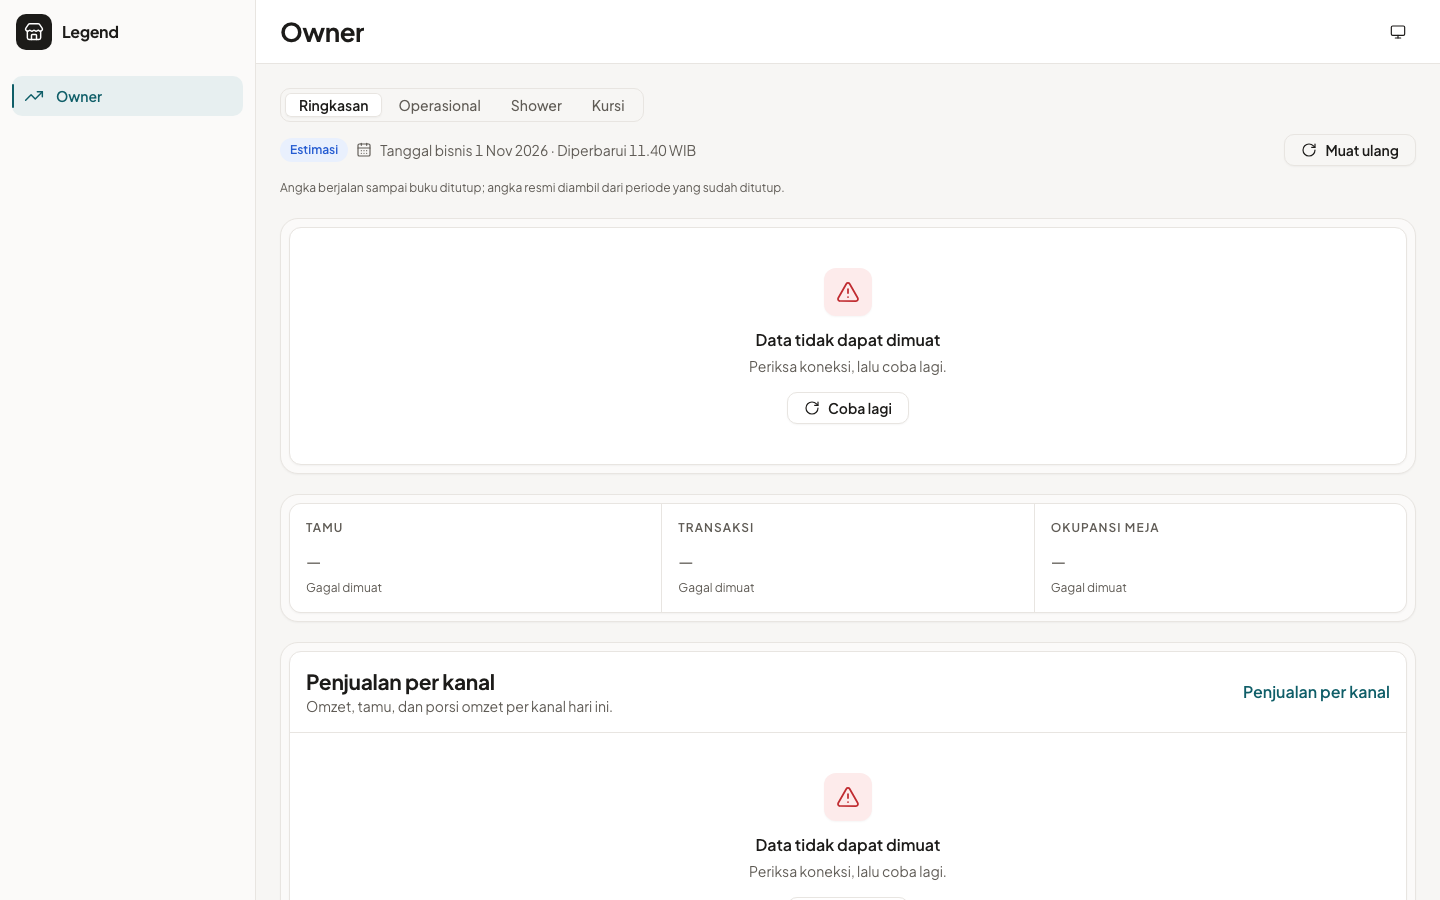 Legend
Owner
Owner
Ringkasan
Operasional
Shower
Kursi
Estimasi
Tanggal bisnis 1 Nov 2026 · Diperbarui 11.40 WIB
Muat ulang
Angka berjalan sampai buku ditutup; angka resmi diambil dari periode yang sudah ditutup.
Data tidak dapat dimuat
Periksa koneksi, lalu coba lagi.
Coba lagi
TAMU
—
Gagal dimuat
TRANSAKSI
—
Gagal dimuat
OKUPANSI MEJA
—
Gagal dimuat
Penjualan per kanal
Omzet, tamu, dan porsi omzet per kanal hari ini.
Penjualan per kanal
Data tidak dapat dimuat
Periksa koneksi, lalu coba lagi.